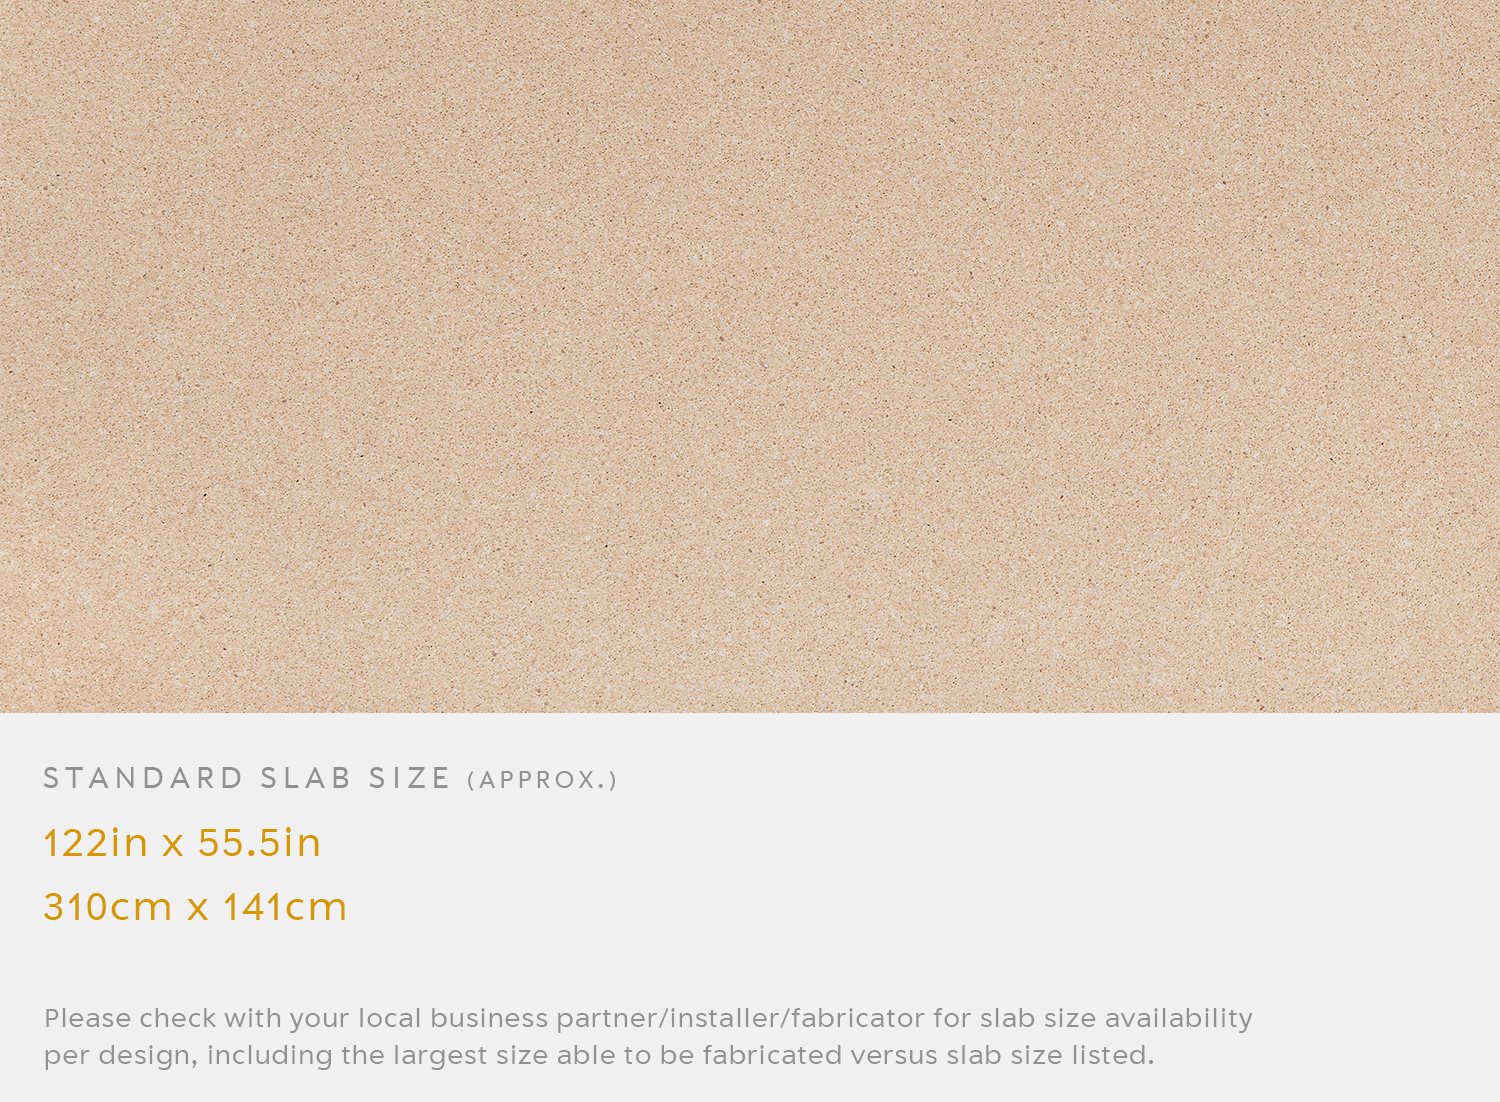 STANDARD SLAB SIZE (APPROX.)
122in x 55.5in
310cm x 141cm
Please check with your local business partner/installer/fabricator for slab size availability
per design, including the largest size able to be fabricated versus slab size listed.